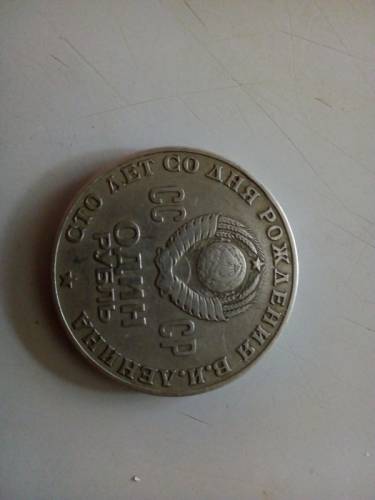 СТО ЛЕТ СО ДНЯ РОЖДЕНИЯ В.И.ЛЕНИНА
СС СР
ОДИН
РУБЛЬ